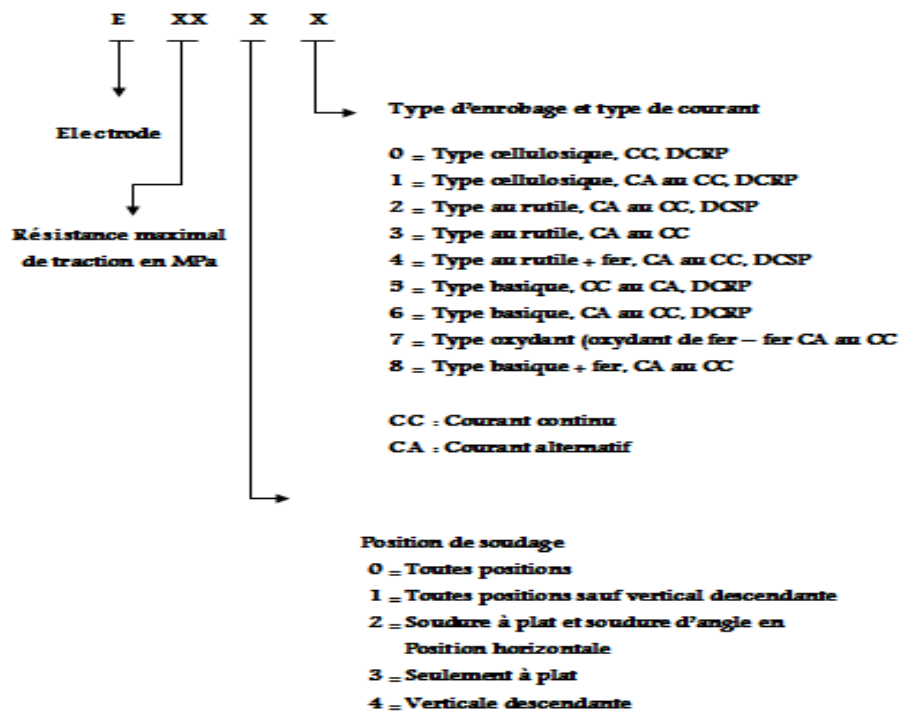 E XX X X
Type d'enrobage et type de courant
Electrode
0 = Type cellulosique, CC, DCRP
1 = Type cellulosique, CA au CC, DCRP
2 = Type au rutile, CA au CC, DCSP
3 = Type au rutile, CA au CC
4 = Type au rutile + fer, CA au CC, DCSP
5 = Type basique, CC au CA, DCRP
6 = Type basique, CA au CC, DCRP
7 = Type oxydant (oxydant de fer – fer CA au CC
8 = Type basique + fer, CA au CC
Résistance maximal
de traction en MPa
CC : Courant continu
CA : Courant alternatif
Position de soudage
0 = Toutes positions
1 = Toutes positions sauf vertical descendante
2 = Soudure à plat et soudure d'angle en
Position horizontale
3 = Seulement à plat
4 = Verticale descendante